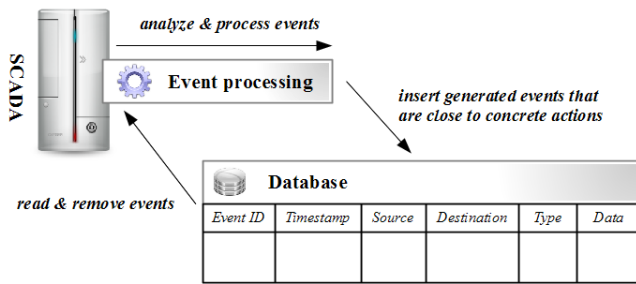 analyze & process events
SCADA
Event processing
insert generated events that
are close to concrete actions
read & remove events
Database
Event ID Timestamp Source Destination Type Data